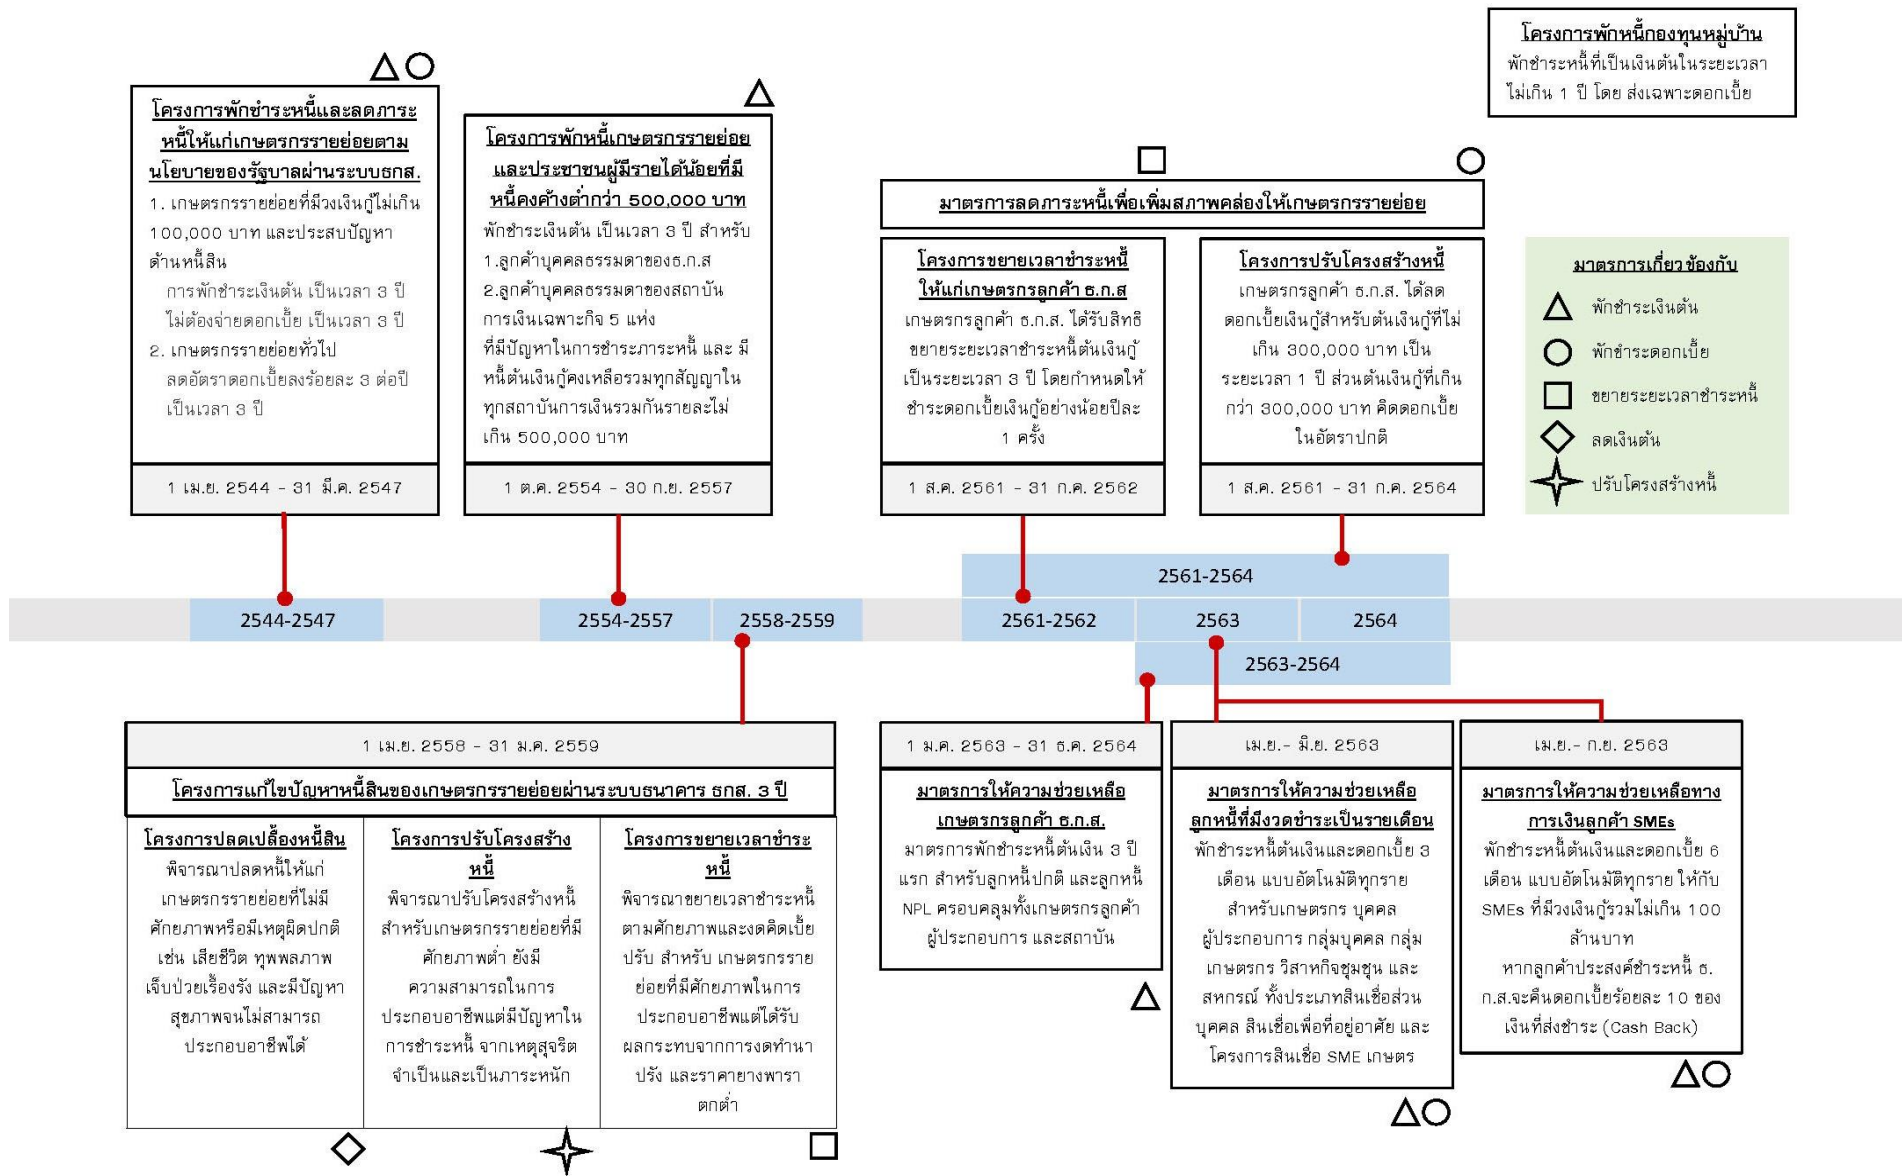 โครงการพักหนี้กองทุนหมู่บ้าน
พักชำระหนี้ที่เป็นเงินต้นในระยะเวลา
ไม่เกิน 1 ปี โดย ส่งเฉพาะดอกเบี้ย
โครงการพักชำระหนี้และลดภาระ
หนี้ให้แก่เกษตรกรรายย่อยตาม
นโยบายของรัฐบาลผ่านระบบธกส.
1. เกษตรกรรายย่อยที่มีวงเงินกู้ไม่เกิน
100,000 บาท และประสบปัญหา
ด้านหนี้สิน
การพักชำระเงินต้น เป็นเวลา 3 ปี
ไม่ต้องจ่ายดอกเบี้ย เป็นเวลา 3 ปี
2. เกษตรกรรายย่อยทั่วไป
ลดอัตราดอกเบี้ยลงร้อยละ 3 ต่อปี
เป็นเวลา 3 ปี
1 เม.ย. 2544 - 31 มี.ค. 2547
โครงการพักหนี้เกษตรกรรายย่อย
และประชาชนผู้มีรายได้น้อยที่มี
หนี้คงค้างต่ำกว่า 500,000 บาท
พักชำระเงินต้น เป็นเวลา 3 ปี สำหรับ
1.ลูกค้าบุคคลธรรมดาของธ.ก.ส
2.ลูกค้าบุคคลธรรมดาของสถาบัน
การเงินเฉพาะกิจ 5 แห่ง
ที่มีปัญหาในการชำระภาระหนี้ และ มี
หนี้ต้นเงินกู้คงเหลือรวมทุกสัญญาใน
ทุกสถาบันการเงินรวมกันรายละไม่
เกิน 500,000 บาท
1 ต.ค. 2554 - 30 ก.ย. 2557
มาตรการลดภาระหนี้เพื่อเพิ่มสภาพคล่องให้เกษตรกรรายย่อย
โครงการขยายเวลาชำระหนี้
ให้แก่เกษตรกรลูกค้า ธ.ก.ส
เกษตรกรลูกค้า ธ.ก.ส. ได้รับสิทธิ
ขยายระยะเวลาชำระหนี้ต้นเงินกู้
เป็นระยะเวลา 3 ปี โดยกำหนดให้
ชำระดอกเบี้ยเงินกู้อย่างน้อยปีละ
1 ครั้ง
1 ส.ค. 2561 - 31 ก.ค. 2562
โครงการปรับโครงสร้างหนี้
เกษตรกรลูกค้า ธ.ก.ส. ได้ลด
ดอกเบี้ยเงินกู้สำหรับต้นเงินกู้ที่ไม่
เกิน 300,000 บาท เป็น
ระยะเวลา 1 ปี ส่วนต้นเงินกู้ที่เกิน
กว่า 300,000 บาท คิดดอกเบี้ย
ในอัตราปกติ
1 ส.ค. 2561 - 31 ก.ค. 2564
มาตรการเกี่ยวข้องกับ
พักชำระเงินต้น
พักชำระดอกเบี้ย
ขยายระยะเวลาชำระหนี้
ลดเงินต้น
ปรับโครงสร้างหนี้
2561-2564
2544-2547
2554-2557
2558-2559
2561-2562
2563
2564
2563-2564
1 เม.ย. 2558 - 31 ม.ค. 2559
โครงการแก้ไขปัญหาหนี้สินของเกษตรกรรายย่อยผ่านระบบธนาคาร ธกส. 3 ปี
โครงการปลดเปลื้องหนี้สิน
พิจารณาปลดหนี้ให้แก่
เกษตรกรรายย่อยที่ไม่มี
ศักยภาพหรือมีเหตุผิดปกติ
เช่น เสียชีวิต ทุพพลภาพ
เจ็บป่วยเรื้อรัง และมีปัญหา
สุขภาพจนไม่สามารถ
ประกอบอาชีพได้
โครงการปรับโครงสร้าง
หนี้
พิจารณาปรับโครงสร้างหนี้
สำหรับเกษตรกรรายย่อยที่มี
ศักยภาพต่ำ ยังมี
ความสามารถในการ
ประกอบอาชีพแต่มีปัญหาใน
การชำระหนี้ จากเหตุสุจริต
จำเป็นและเป็นภาระหนัก
โครงการขยายเวลาชำระ
หนี้
พิจารณาขยายเวลาชำระหนี้
ตามศักยภาพและงดคิดเบี้ย
ปรับ สำหรับ เกษตรกรราย
ย่อยที่มีศักยภาพในการ
ประกอบอาชีพแต่ได้รับ
ผลกระทบจากการงดทำนา
ปรัง และราคายางพารา
ตกต่ำ
1 ม.ค. 2563 - 31 ธ.ค. 2564
มาตรการให้ความช่วยเหลือ
เกษตรกรลูกค้า ธ.ก.ส.
มาตรการพักชำระหนี้ต้นเงิน 3 ปี
แรก สำหรับลูกหนี้ปกติ และลูกหนี้
NPL ครอบคลุมทั้งเกษตรกรลูกค้า
ผู้ประกอบการ และสถาบัน
เม.ย.- มิ.ย. 2563
มาตรการให้ความช่วยเหลือ
ลูกหนี้ที่มีงวดชำระเป็นรายเดือน
พักชำระหนี้ต้นเงินและดอกเบี้ย 3
เดือน แบบอัตโนมัติทุกราย
สำหรับเกษตรกร บุคคล
ผู้ประกอบการ กลุ่มบุคคล กลุ่ม
เกษตรกร วิสาหกิจชุมชุน และ
สหกรณ์ ทั้งประเภทสินเชื่อส่วน
บุคคล สินเชื่อเพื่อที่อยู่อาศัย และ
โครงการสินเชื่อ SME เกษตร
เม.ย.- ก.ย. 2563
มาตรการให้ความช่วยเหลือทาง
การเงินลูกค้า SMEs
พักชำระหนี้ต้นเงินและดอกเบี้ย 6
เดือน แบบอัตโนมัติทุกราย ให้กับ
SMEs ที่มีวงเงินกู้รวมไม่เกิน 100
ล้านบาท
หากลูกค้าประสงค์ชำระหนี้ ธ.
ก.ส.จะคืนดอกเบี้ยร้อยละ 10 ของ
เงินที่ส่งชำระ (Cash Back)